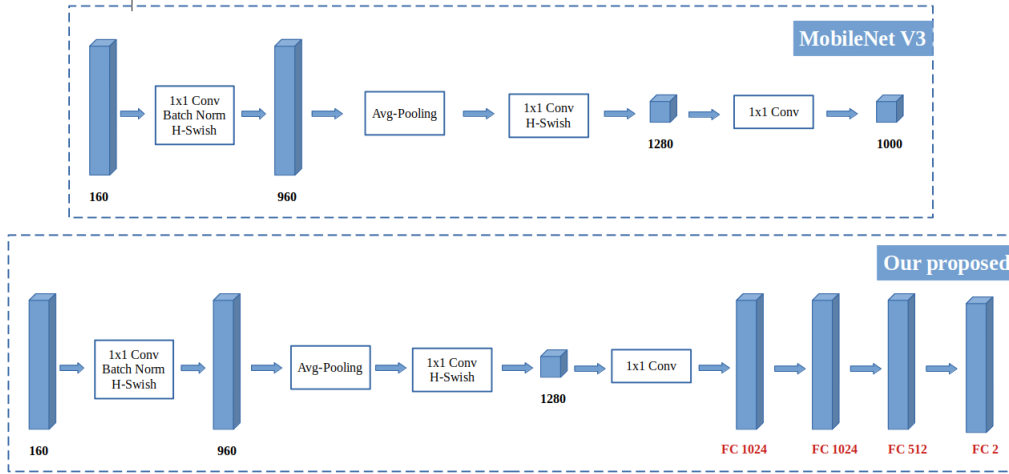 MobileNet V3
1x1 Conv
Batch Norm
H-Swish
Avg-Pooling
1x1 Conv
H-Swish
1x1 Conv
160
960
1280
1000
Our proposed
1x1 Conv
Batch Norm
H-Swish
Avg-Pooling
1x1 Conv
H-Swish
1x1 Conv
160
960
1280
FC 1024
FC 1024
FC 512
FC 2